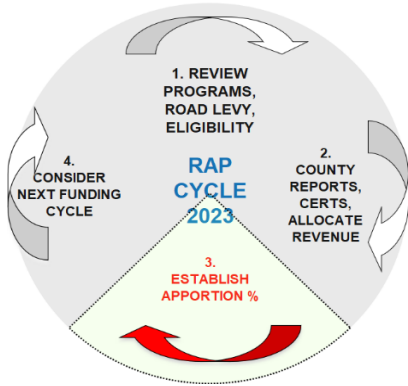 1. REVIEW
PROGRAMS,
ROAD LEVY,
ELIGIBILITY
2.
COUNTY
REPORTS,
CERTS,
ALLOCATE
REVENUE
3.
ESTABLISH
APPORTION %
4.
CONSIDER
NEXT FUNDING
CYCLE
RAP
CYCLE
2023